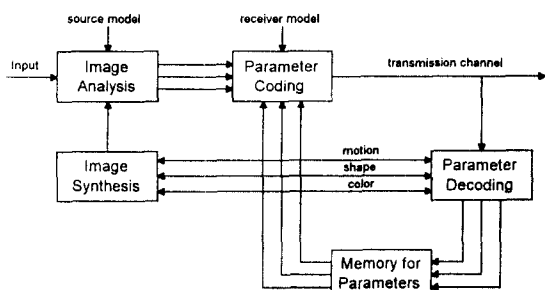 source model
receiver model
Input
Image
Analysis
Parameter
Coding
transmission channel
Image
Synthesis
motion
shape
color
Parameter
Decoding
Memory for
Parameters